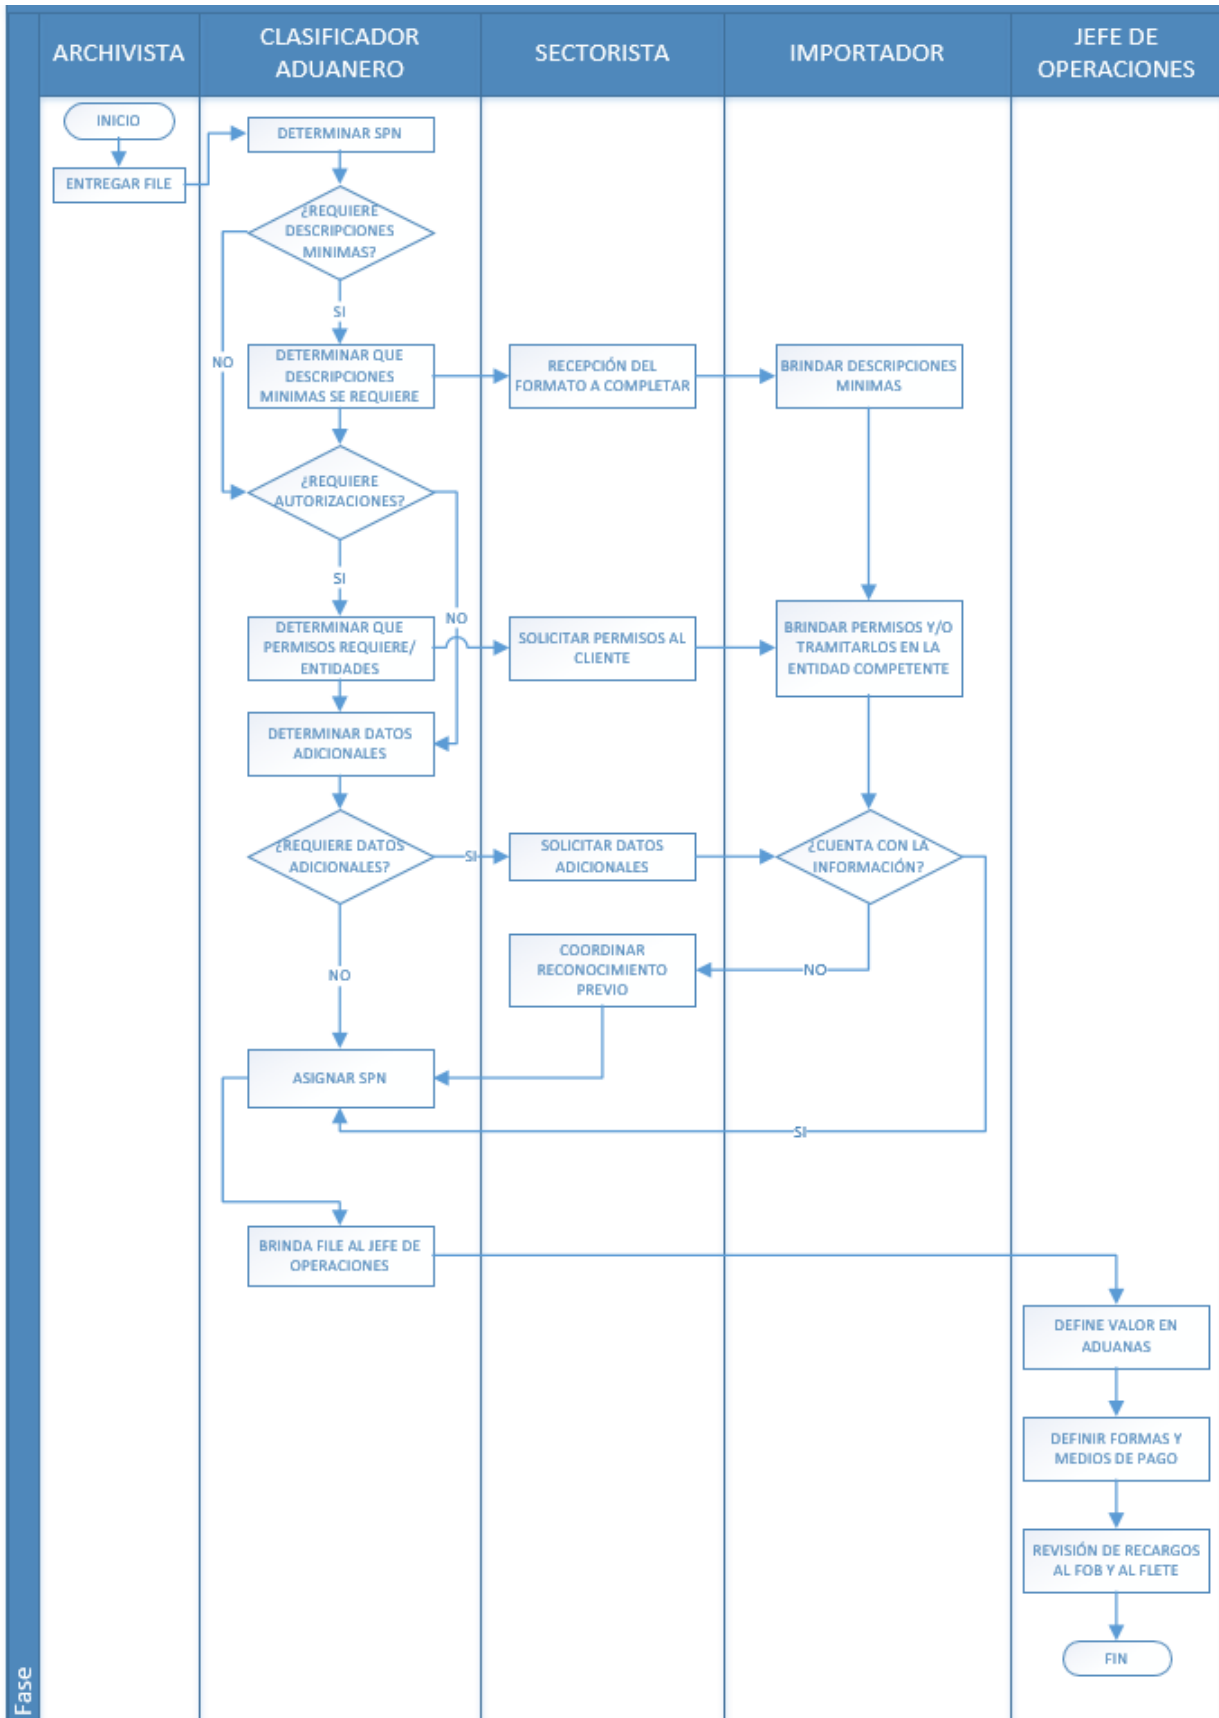 ARCHIVISTA
CLASIFICADOR
ADUANERO
SECTORISTA
IMPORTADOR
JEFE DE
OPERACIONES
INICIO
ENTREGAR FILE
DETERMINAR SPN
¿REQUIERE
DESCRIPCIONES
MINIMAS?
SI
NO
DETERMINAR QUE
DESCRIPCIONES
MINIMAS SE REQUIERE
RECEPCIÓN DEL
FORMATO A COMPLETAR
BRINDAR DESCRIPCIONES
MINIMAS
¿REQUIERE
AUTORIZACIONES?
SI
NO
DETERMINAR QUE
PERMISOS REQUIERE/
ENTIDADES
SOLICITAR PERMISOS AL
CLIENTE
BRINDAR PERMISOS Y/O
TRAMITARLOS EN LA
ENTIDAD COMPETENTE
DETERMINAR DATOS
ADICIONALES
¿REQUIERE DATOS
ADICIONALES?
SI
SOLICITAR DATOS
ADICIONALES
¿CUENTA CON LA
INFORMACIÓN?
NO
COORDINAR
RECONOCIMIENTO
PREVIO
NO
ASIGNAR SPN
SI
BRINDA FILE AL JEFE DE
OPERACIONES
DEFINE VALOR EN
ADUANAS
DEFINIR FORMAS Y
MEDIOS DE PAGO
REVISIÓN DE RECARGOS
AL FOB Y AL FLETE
FIN
Fase